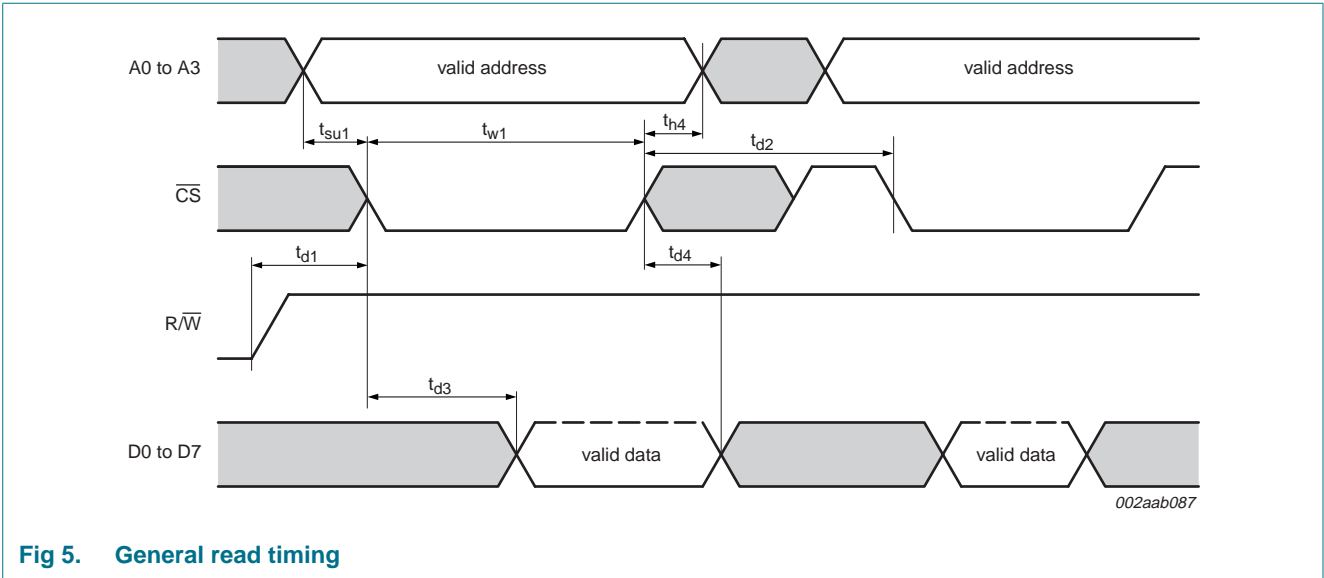 A0 to A3
valid address
valid address
tsu1
tw1
th4
td2
CS
td1
td4
R/W
td3
D0 to D7
valid data
valid data
002aab087
Fig 5. General read timing